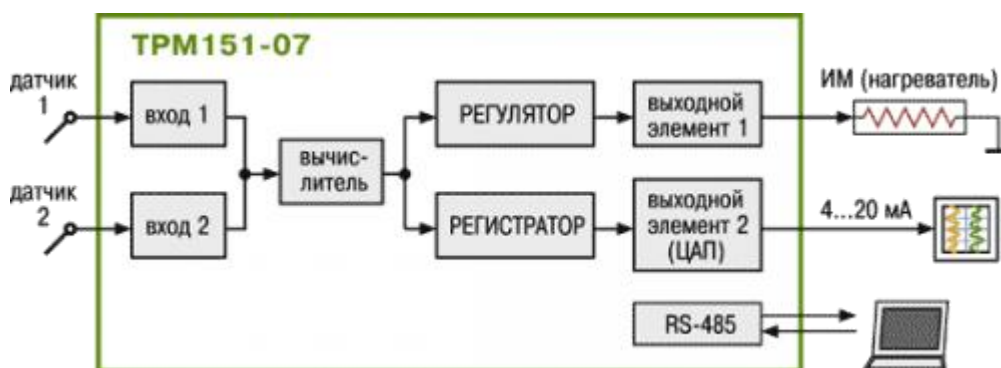 ТРМ151-07
датчик
1
вход 1
РЕГУЛЯТОР
выходной
элемент 1
ИМ (нагреватель)
вычис-
литель
датчик
2
вход 2
РЕГИСТРАТОР
выходной
элемент 2
(ЦАП)
4...20 мА
RS-485